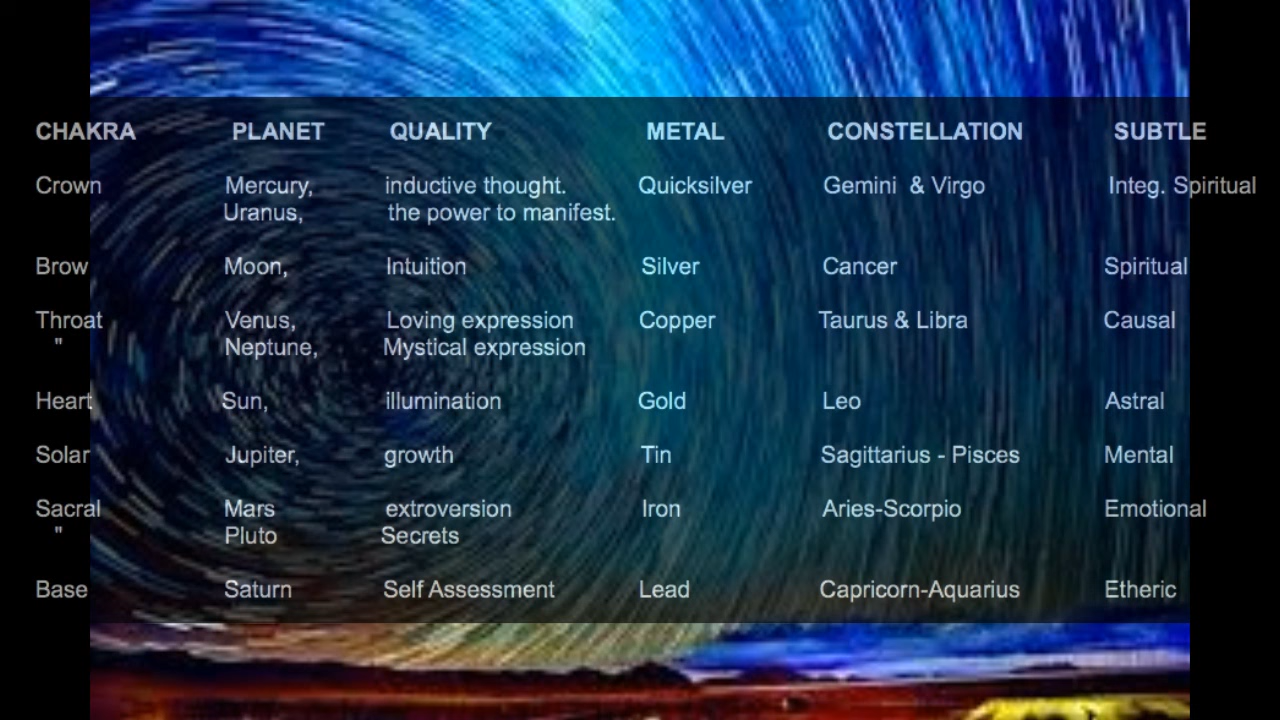 CHAKRA PLANET QUALITY METAL CONSTELLATION SUBTLE
Crown Mercury, inductive thought. Quicksilver Gemini & Virgo Integ. Spiritual
Uranus, the power to manifest.
Brow Moon, Intuition Silver Cancer Spiritual
Throat Venus, Loving expression Copper Taurus & Libra Causal
" Neptune, Mystical expression
Heart Sun, illumination Gold Leo Astral
Solar Jupiter, growth Tin Sagittarius - Pisces Mental
Sacral Mars extroversion Iron Aries-Scorpio Emotional
" Pluto Secrets
Base Saturn Self Assessment Lead Capricorn-Aquarius Etheric